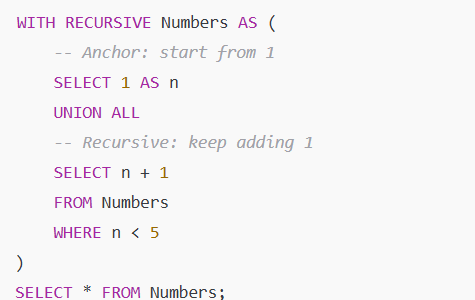 WITH RECURSIVE Numbers AS (
    -- Anchor: start from 1
    SELECT 1 AS n
    UNION ALL
    -- Recursive: keep adding 1
    SELECT n + 1
    FROM Numbers
    WHERE n < 5
)
SELECT * FROM Numbers;